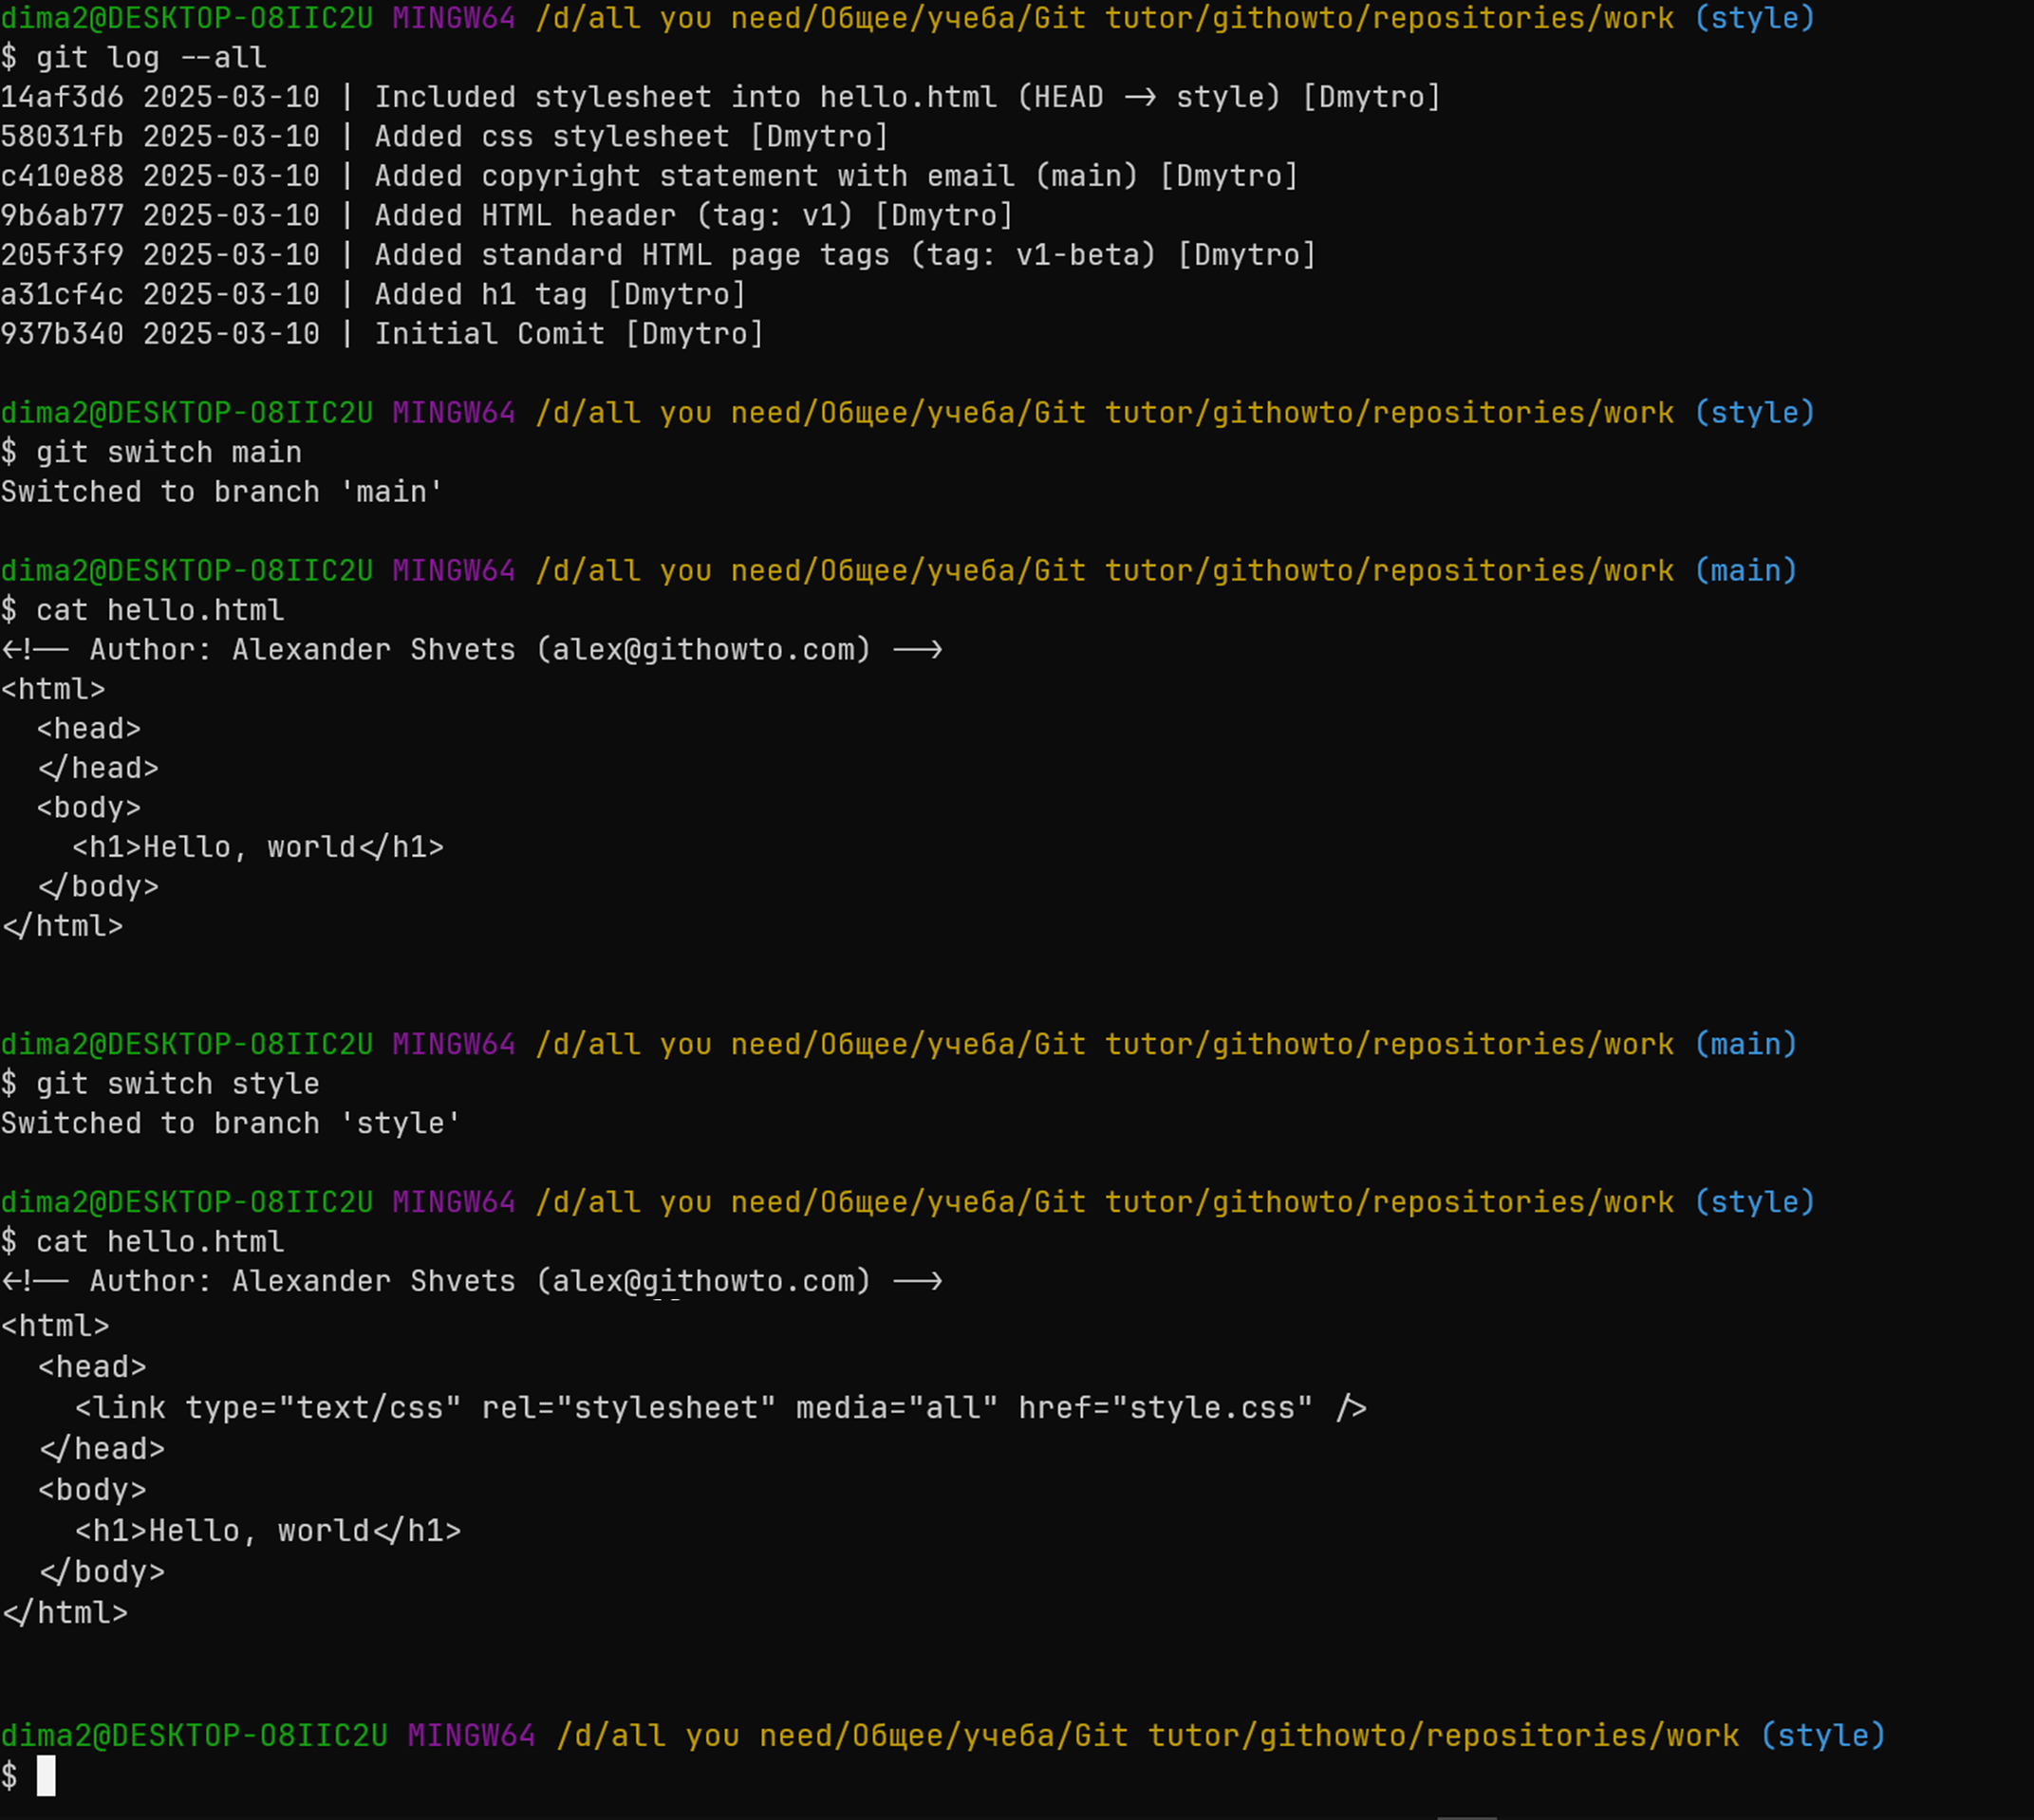 dima2@DESKTOP-O8IIC2U MINGW64 /d/all you need/Общее/учеба/Git tutor/githowto/repositories/work (style)
$ git log --all
14af3d6 2025-03-10 | Included stylesheet into hello.html (HEAD -> style) [Dmytro]
58031fb 2025-03-10 | Added css stylesheet [Dmytro]
c410e88 2025-03-10 | Added copyright statement with email (main) [Dmytro]
9b6ab77 2025-03-10 | Added HTML header (tag: v1) [Dmytro]
205f3f9 2025-03-10 | Added standard HTML page tags (tag: v1-beta) [Dmytro]
a31cf4c 2025-03-10 | Added h1 tag [Dmytro]
937b340 2025-03-10 | Initial Comit [Dmytro]

dima2@DESKTOP-O8IIC2U MINGW64 /d/all you need/Общее/учеба/Git tutor/githowto/repositories/work (style)
$ git switch main
Switched to branch 'main'

dima2@DESKTOP-O8IIC2U MINGW64 /d/all you need/Общее/учеба/Git tutor/githowto/repositories/work (main)
$ cat hello.html
<!-- Author: Alexander Shvets (alex@githowto.com) -->
<html>
  <head>
  </head>
  <body>
    <h1>Hello, world</h1>
  </body>
</html>

dima2@DESKTOP-O8IIC2U MINGW64 /d/all you need/Общее/учеба/Git tutor/githowto/repositories/work (main)
$ git switch style
Switched to branch 'style'

dima2@DESKTOP-O8IIC2U MINGW64 /d/all you need/Общее/учеба/Git tutor/githowto/repositories/work (style)
$ cat hello.html
<!-- Author: Alexander Shvets (alex@githowto.com) -->
<html>
  <head>
    <link type="text/css" rel="stylesheet" media="all" href="style.css" />
  </head>
  <body>
    <h1>Hello, world</h1>
  </body>
</html>

dima2@DESKTOP-O8IIC2U MINGW64 /d/all you need/Общее/учеба/Git tutor/githowto/repositories/work (style)
$